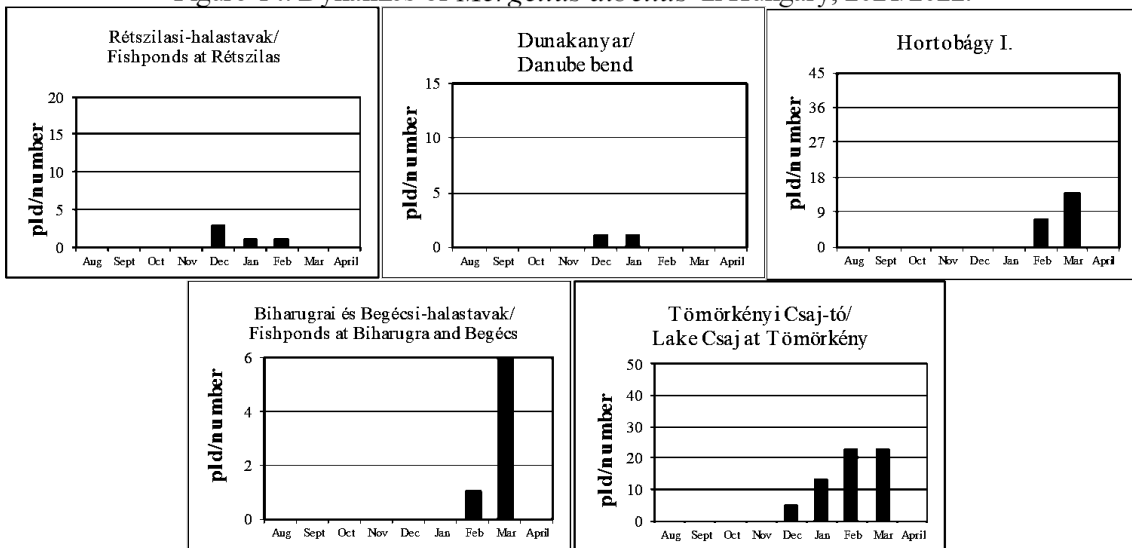 Rétszilasi-halastavak/
Fishponds at Rétszilas
pld/number
20
15
10
5
0
Aug Sept Oct Nov Dec Jan Feb Mar April
Dunakanyar/
Danube bend
pld/number
15
10
5
0
Aug Sept Oct Nov Dec Jan Feb Mar April
Hortobágy I.
pld/number
45
36
27
18
9
0
Aug Sept Oct Nov Dec Jan Feb Mar April
Biharugrai és Begécsi-halastavak/
Fishponds at Biharugra and Begécs
pld/number
6
4
2
0
Aug Sept Oct Nov Dec Jan Feb Mar April
Tömörkényi Csaj-tó/
Lake Csaj at Tömörkény
pld/number
50
40
30
20
10
0
Aug Sept Oct Nov Dec Jan Feb Mar April